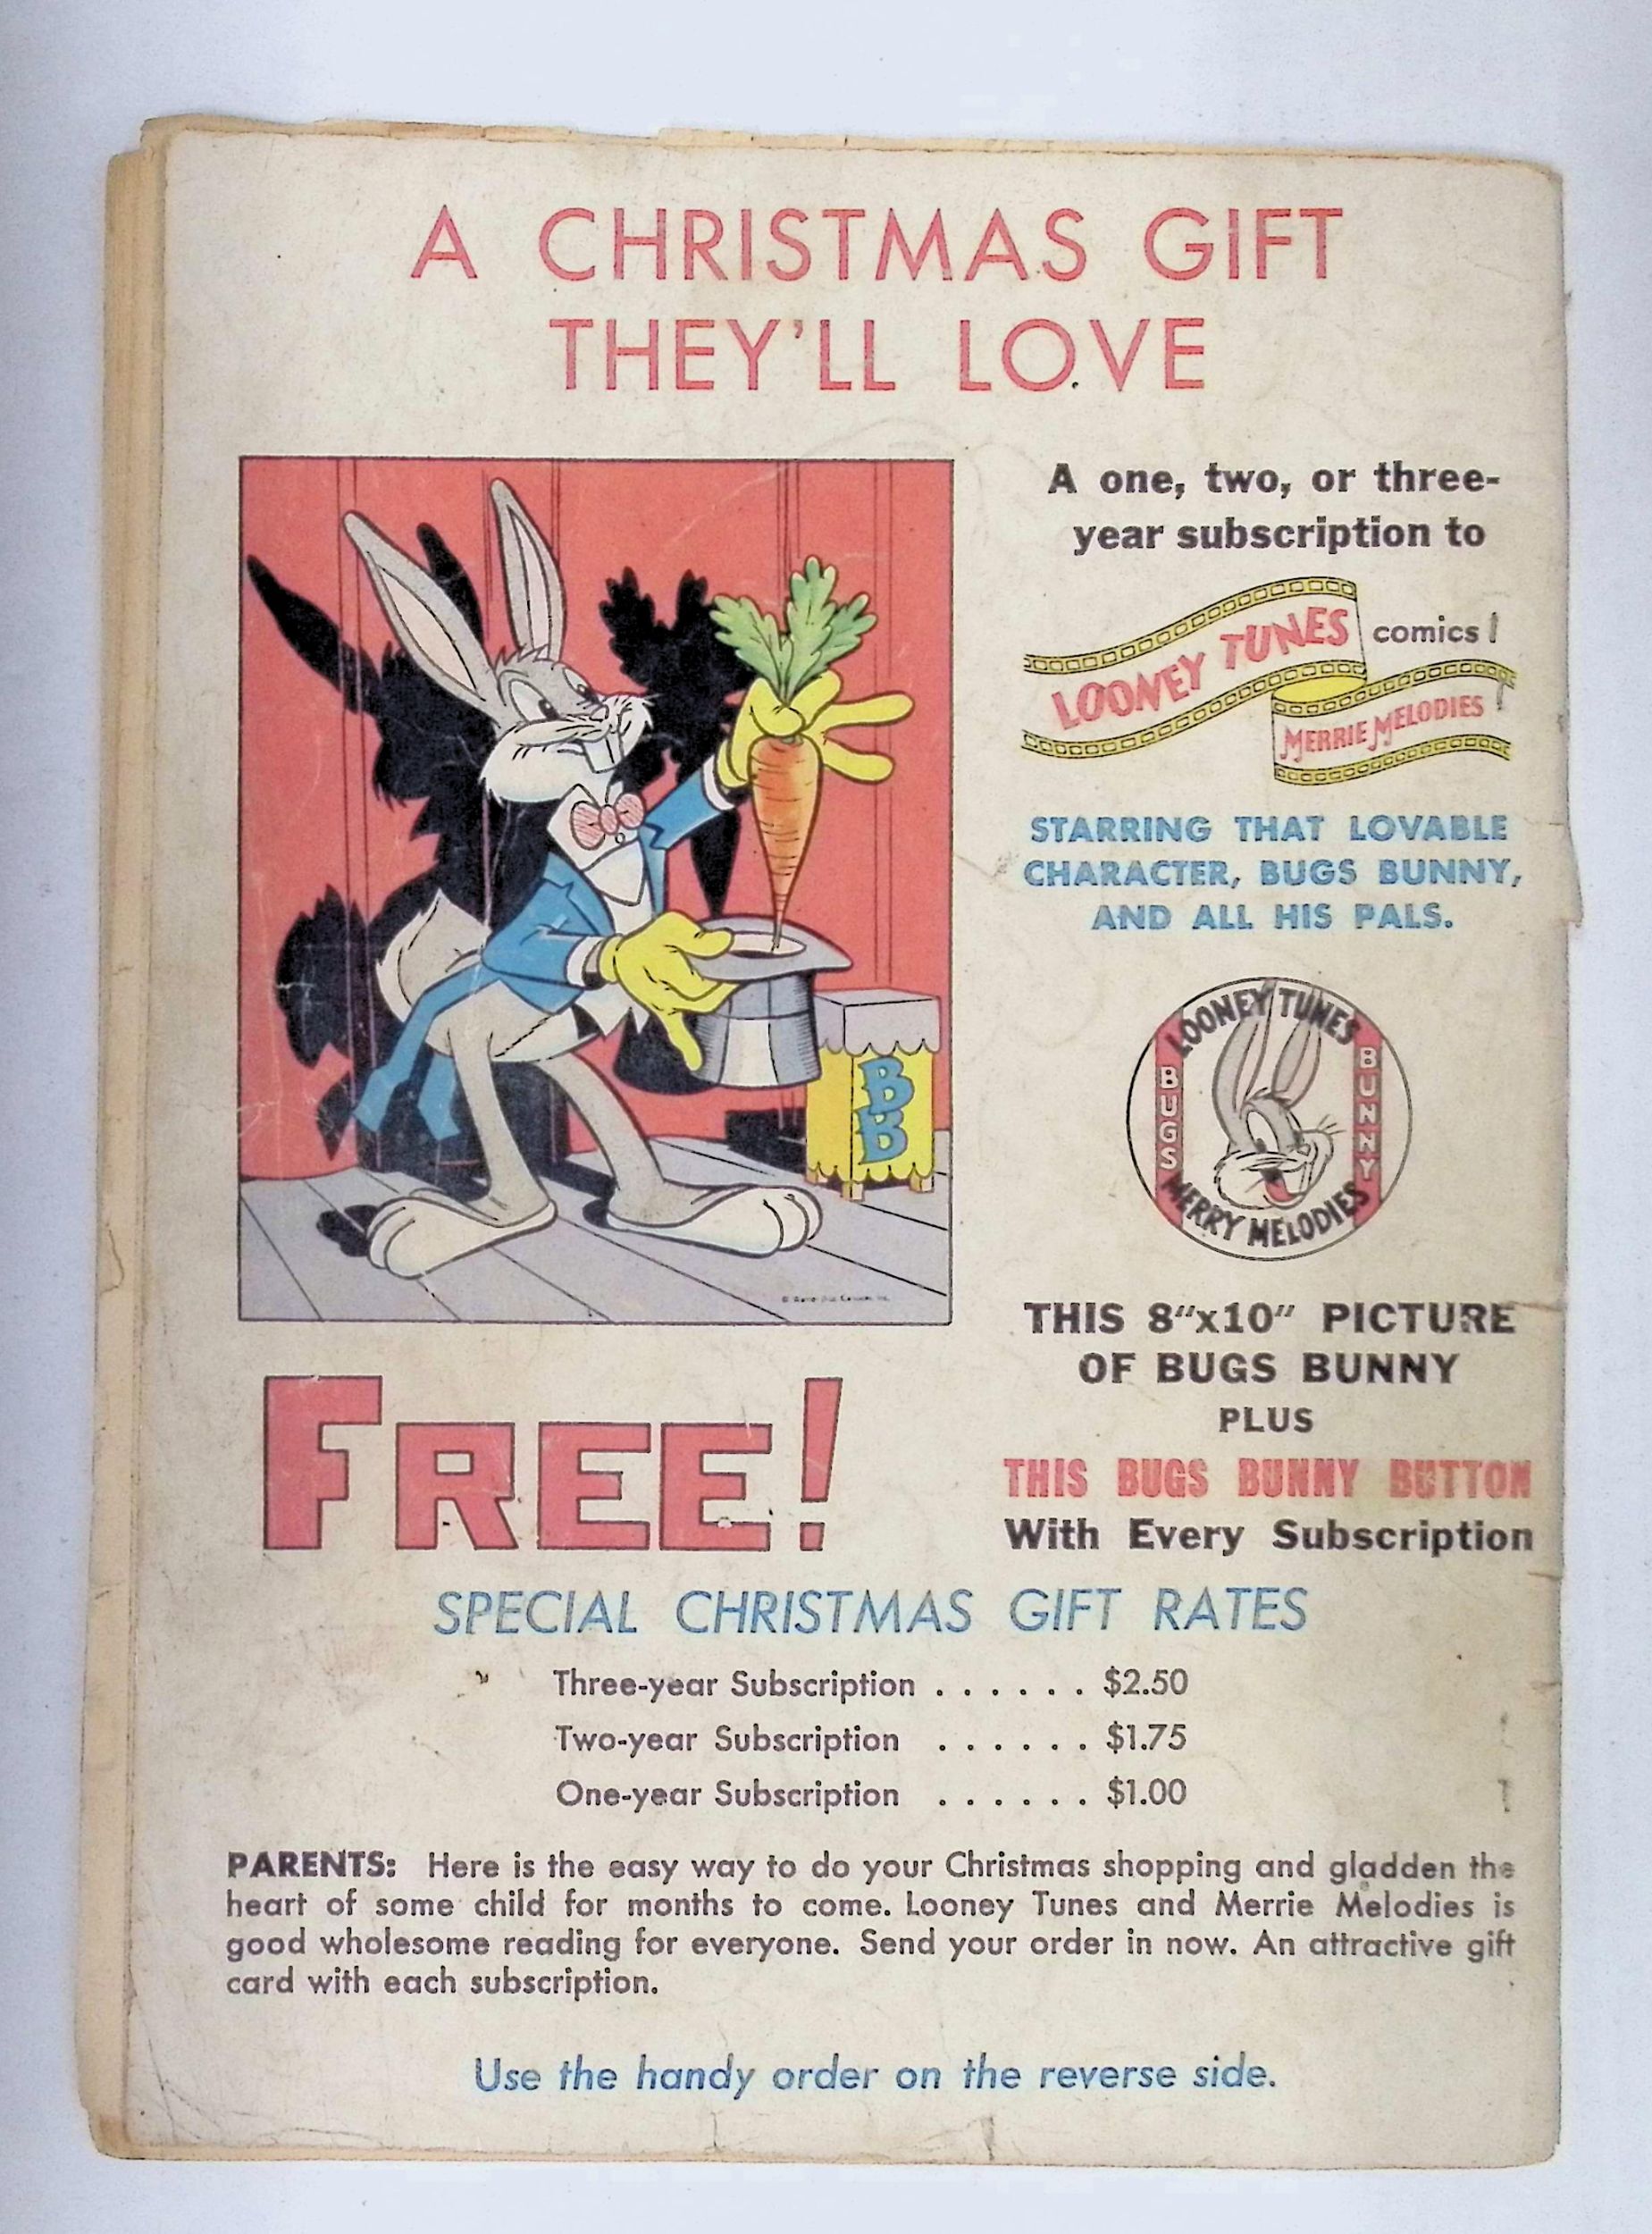 A CHRISTMAS GIFT
THEY'LL LOVE
A one, two, or three-
year subscription to
LOONEY TUNES
comics!
MERRIE MELODIES
STARRING THAT LOVABLE
CHARACTER, BUGS BUNNY,
AND ALL HIS PALS.
BB
LOONEY TUNES
BUGS
BUNNY
MERRY MELODIES
THIS 8"x10" PICTURE
OF BUGS BUNNY
PLUS
THIS BUGS BUNNY BUTTON
With Every Subscription
FREE!
SPECIAL CHRISTMAS GIFT RATES
Three-year Subscription . . . . . . $2.50
Two-year Subscription . . . . . . $1.75
One-year Subscription . . . . . . $1.00
PARENTS: Here is the easy way to do your Christmas shopping and gladden the
heart of some child for months to come. Looney Tunes and Merrie Melodies is
good wholesome reading for everyone. Send your order in now. An attractive gift
card with each subscription.
Use the handy order on the reverse side.